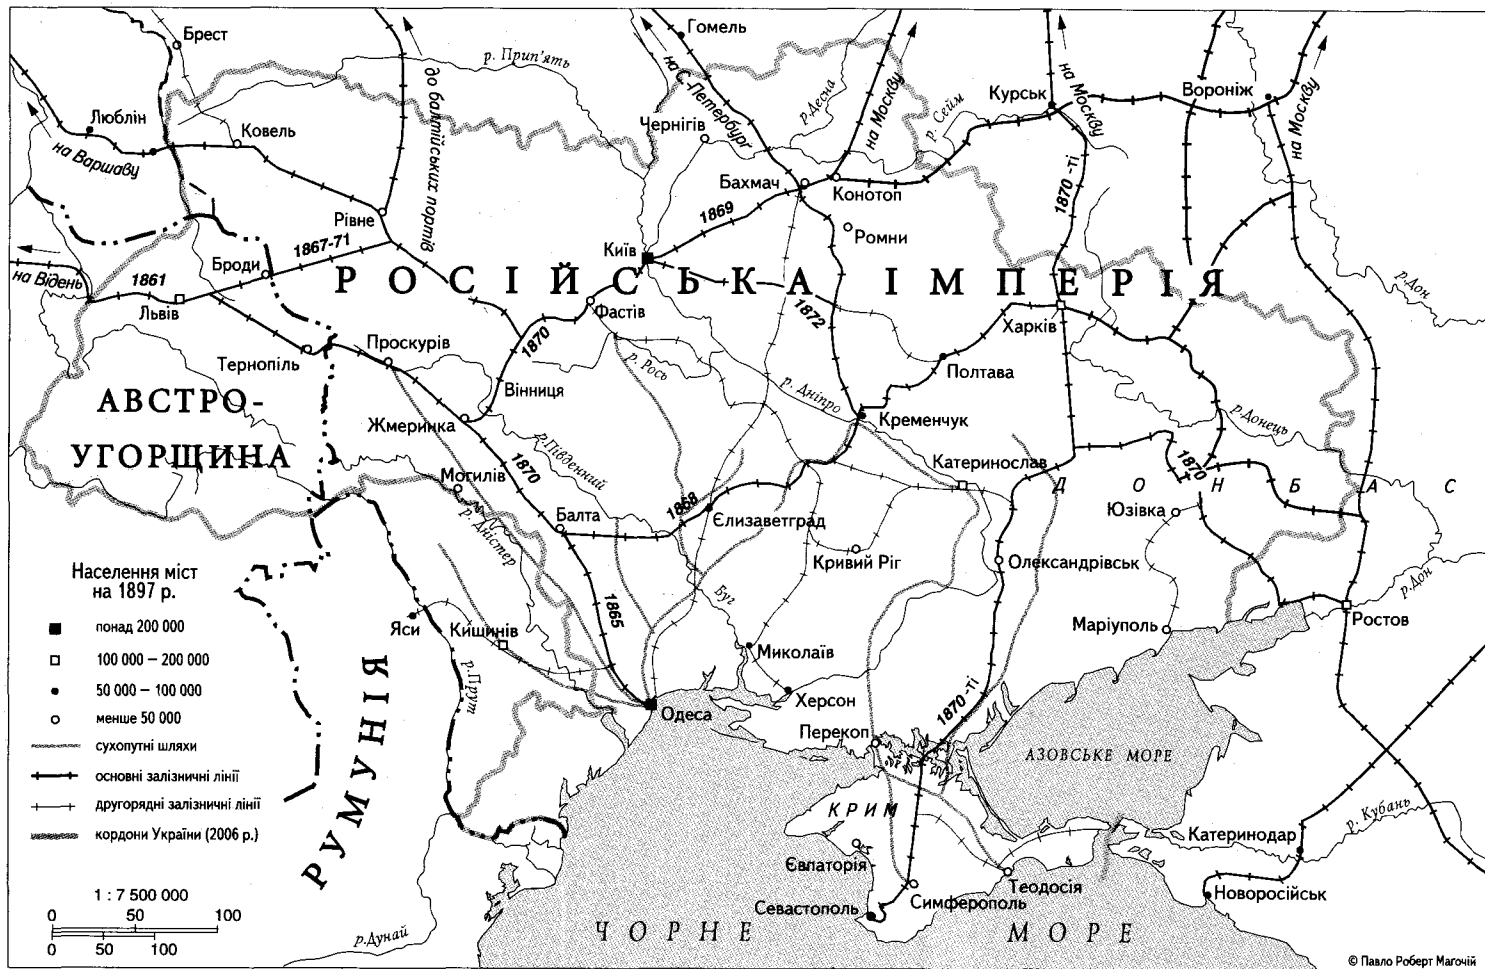 Брест
р. Прип'ять
Гомель
на С.-Петербург
р.Десна
на Москву
р. Сейм
Курськ
на Москву
Вороніж
на Москву
Люблін
на Варшаву
Ковель
до балтійських портів
Чернігів
Бахмач
Конотоп
1870 -ті
Рівне
1869
Ромни
1867-71
Київ
Броди
на Відень
1861
Львів
РОСІЙСЬКА ІМПЕРІЯ
р.Дон
Фастів
1872
Харків
1870
Тернопіль
Проскурів
р. Рось
Полтава
Вінниця
р. Дніпро
АВСТРО-
УГОРЩИНА
Жмеринка
Кременчук
р.Донець
р.Південний
Могилів
1870
Катеринослав
1870
ДОНБАС
р. Дністер
Балта
1868
Єлизаветград
Юзівка
Кривий Ріг
Олександрівськ
Буг
р.Дон
1865
Яси
Кишинів
Маріуполь
Ростов
Миколаїв
р.Прут
РУМУНІЯ
Одеса
Херсон
1870 -ті
Перекоп
АЗОВСЬКЕ МОРЕ
КРИМ
р. Кубань
Катеринодар
Євпаторія
Теодосія
Новоросійськ
Симферополь
Севастополь
р.Дунай
ЧОРНЕ МОРЕ
Населення міст
на 1897 р.
понад 200 000
100 000 – 200 000
50 000 – 100 000
менше 50 000
сухопутні шляхи
основні залізничні лінії
другорядні залізничні лінії
кордони України (2006 р.)
1 : 7 500 000
0 50 100
0 50 100
© Павло Роберт Маґочій